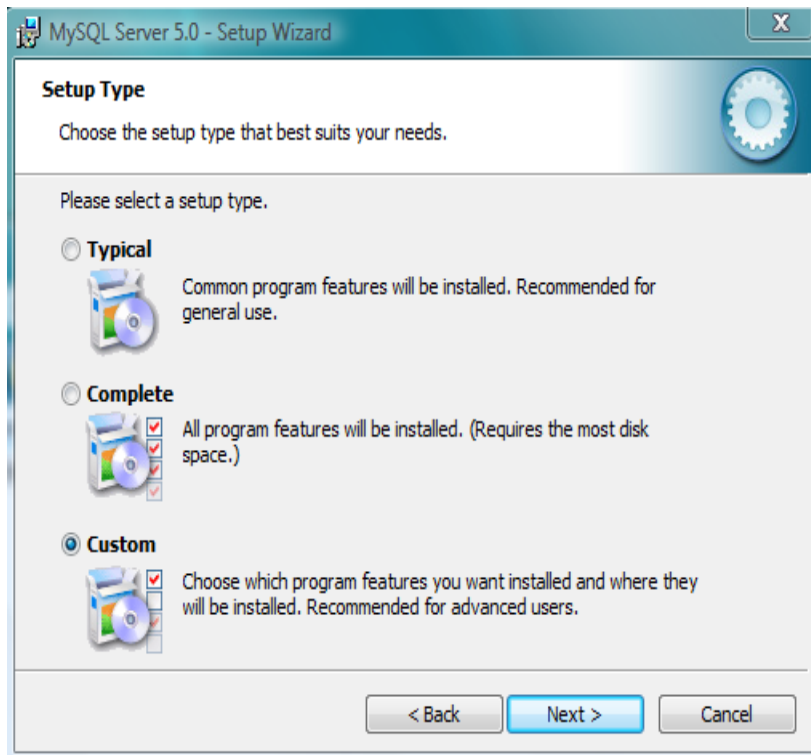 MySQL Server 5.0 - Setup Wizard
X
Setup Type
Choose the setup type that best suits your needs.
Please select a setup type.
Typical
Common program features will be installed. Recommended for
general use.
Complete
All program features will be installed. (Requires the most disk
space.)
Custom
Choose which program features you want installed and where they
will be installed. Recommended for advanced users.
< Back
Next >
Cancel